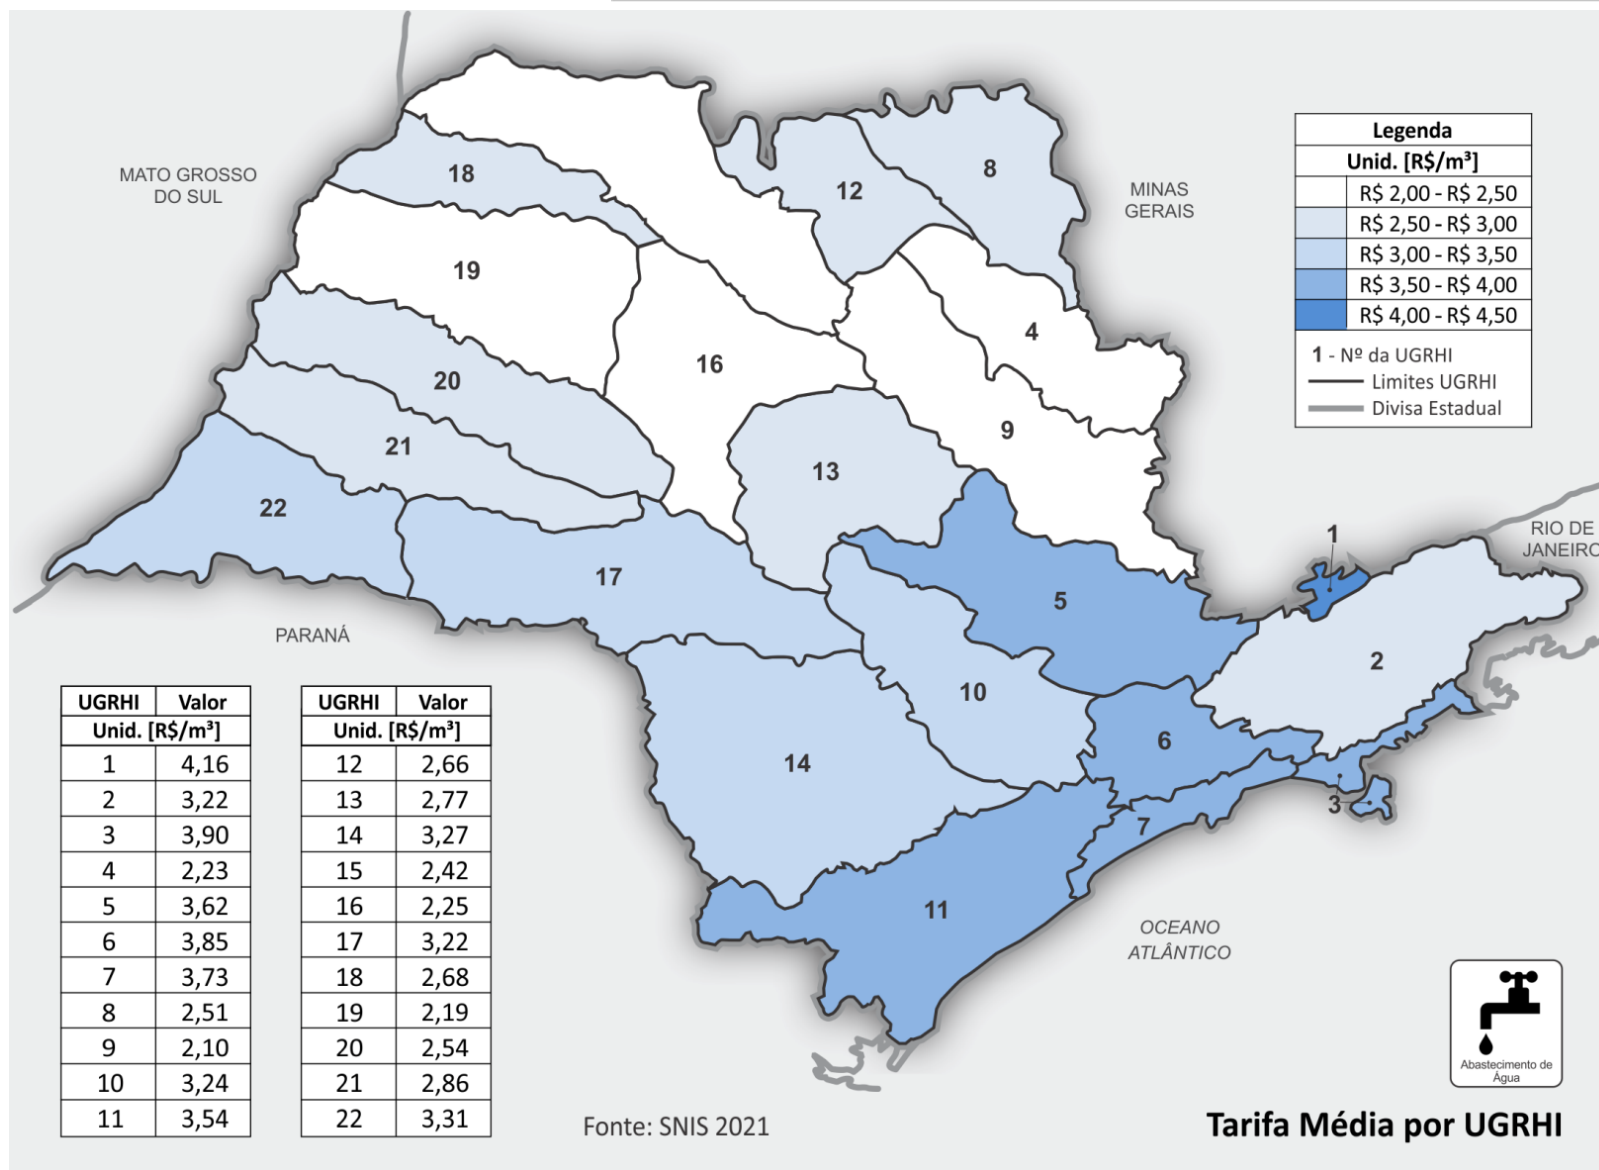 MATO GROSSO
DO SUL
MINAS
GERAIS
RIO DE
JANEIRO
PARANÁ
OCEANO
ATLÂNTICO
18
12
8
19
4
16
20
9
21
13
22
1
17
5
2
10
6
14
3
7
11
Legenda
Unid. [R$/m³]
R$ 2,00 - R$ 2,50
R$ 2,50 - R$ 3,00
R$ 3,00 - R$ 3,50
R$ 3,50 - R$ 4,00
R$ 4,00 - R$ 4,50
1 - Nº da UGRHI
Limites UGRHI
Divisa Estadual
UGRHI Valor
Unid. [R$/m³]
1 4,16
2 3,22
3 3,90
4 2,23
5 3,62
6 3,85
7 3,73
8 2,51
9 2,10
10 3,24
11 3,54
UGRHI Valor
Unid. [R$/m³]
12 2,66
13 2,77
14 3,27
15 2,42
16 2,25
17 3,22
18 2,68
19 2,19
20 2,54
21 2,86
22 3,31
Fonte: SNIS 2021
Abastecimento de
Água
Tarifa Média por UGRHI